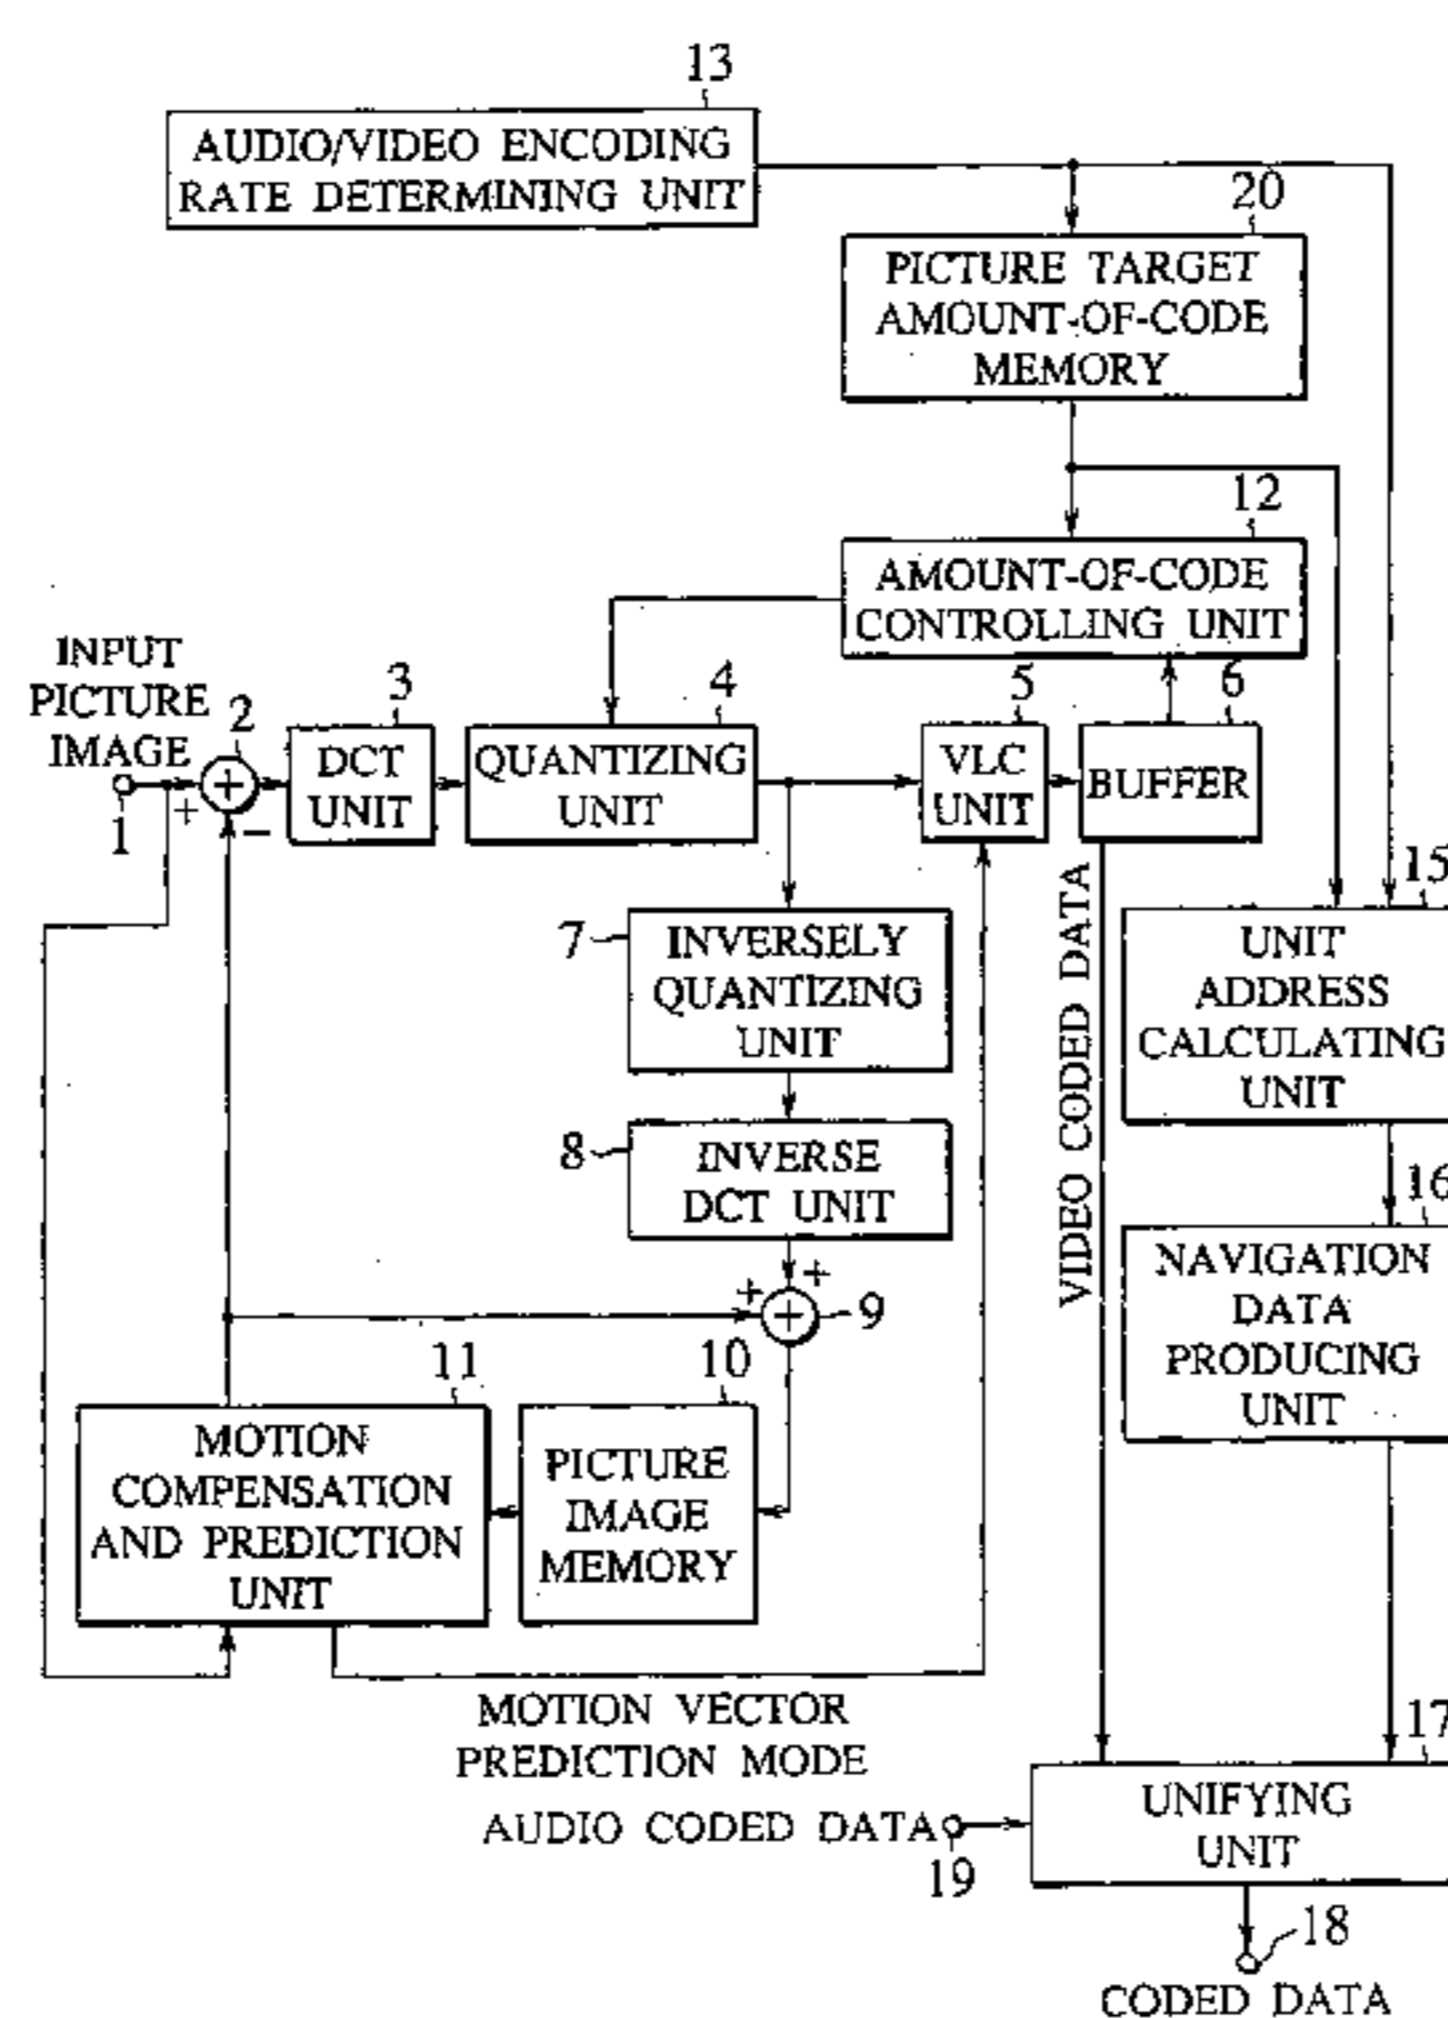 13
AUDIO/VIDEO ENCODING
RATE DETERMINING UNIT
20
PICTURE TARGET
AMOUNT-OF-CODE
MEMORY
12
AMOUNT-OF-CODE
CONTROLLING UNIT
INPUT
PICTURE
IMAGE
1
+
2
+
−
3
DCT
UNIT
4
QUANTIZING
UNIT
5
VLC
UNIT
6
BUFFER
7
INVERSELY
QUANTIZING
UNIT
8
INVERSE
DCT UNIT
+
+
+
9
VIDEO CODED DATA
15
UNIT
ADDRESS
CALCULATING
UNIT
16
NAVIGATION
DATA
PRODUCING
UNIT
11
MOTION
COMPENSATION
AND PREDICTION
UNIT
10
PICTURE
IMAGE
MEMORY
MOTION VECTOR
PREDICTION MODE
AUDIO CODED DATA
19
17
UNIFYING
UNIT
18
CODED DATA